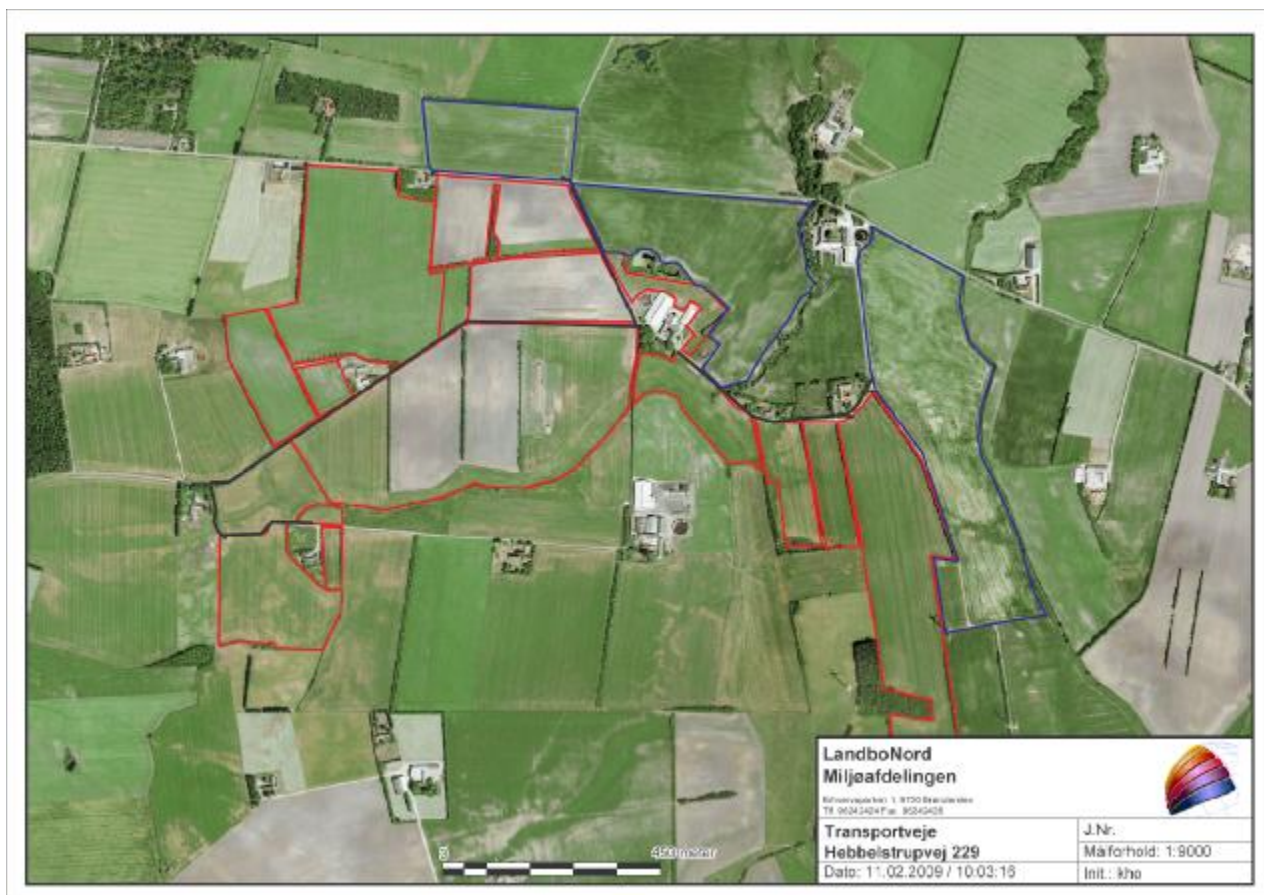 0 450 meter
LandboNord
Miljøafdelingen
Transportveje
Hebbelstrupvej 229
Dato: 11.02.2009 / 10:03:16
J.Nr.
Målforhold: 1:9000
Init.: kho